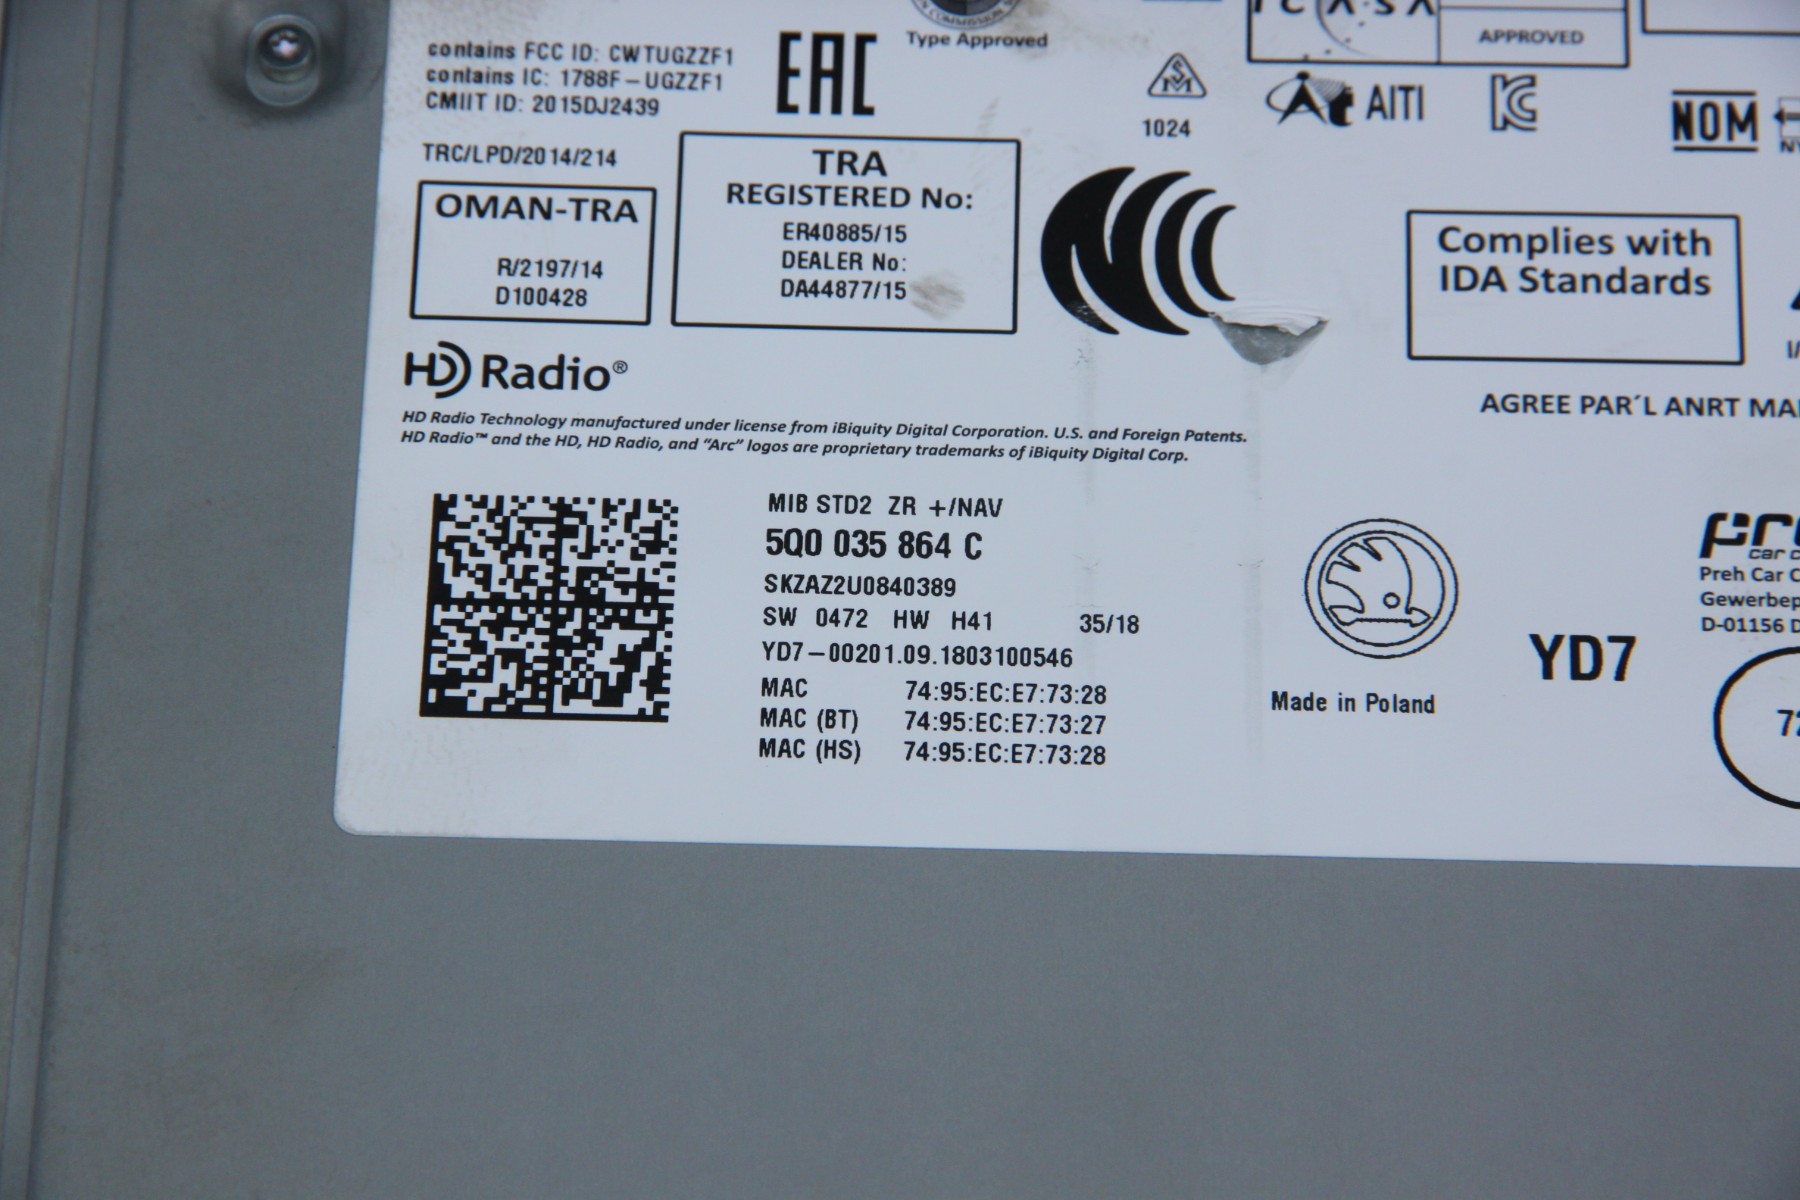 contains FCC ID: CWTUGZZF1
contains IC: 1788F-UGZZF1
CMIIT ID: 2015DJ2439
TRC/LPD/2014/214
OMAN-TRA
R/2197/14
D100428
EAC
Type Approved
TRA
REGISTERED No:
ER40885/15
DEALER No:
DA44877/15
1024
ICASA
APPROVED
AITI
NOM
Complies with
IDA Standards
AGREE PAR´L ANRT
HD Radio®
HD Radio Technology manufactured under license from iBiquity Digital Corporation. U.S. and Foreign Patents.
HD Radio™ and the HD, HD Radio, and “Arc” logos are proprietary trademarks of iBiquity Digital Corp.
MIB STD2 ZR +/NAV
5Q0 035 864 C
SKZAZ2U0840389
SW 0472 HW H41 35/18
YD7-00201.09.1803100546
MAC 74:95:EC:E7:73:28
MAC (BT) 74:95:EC:E7:73:27
MAC (HS) 74:95:EC:E7:73:28
Made in Poland
YD7
car
Preh Car
D-01156